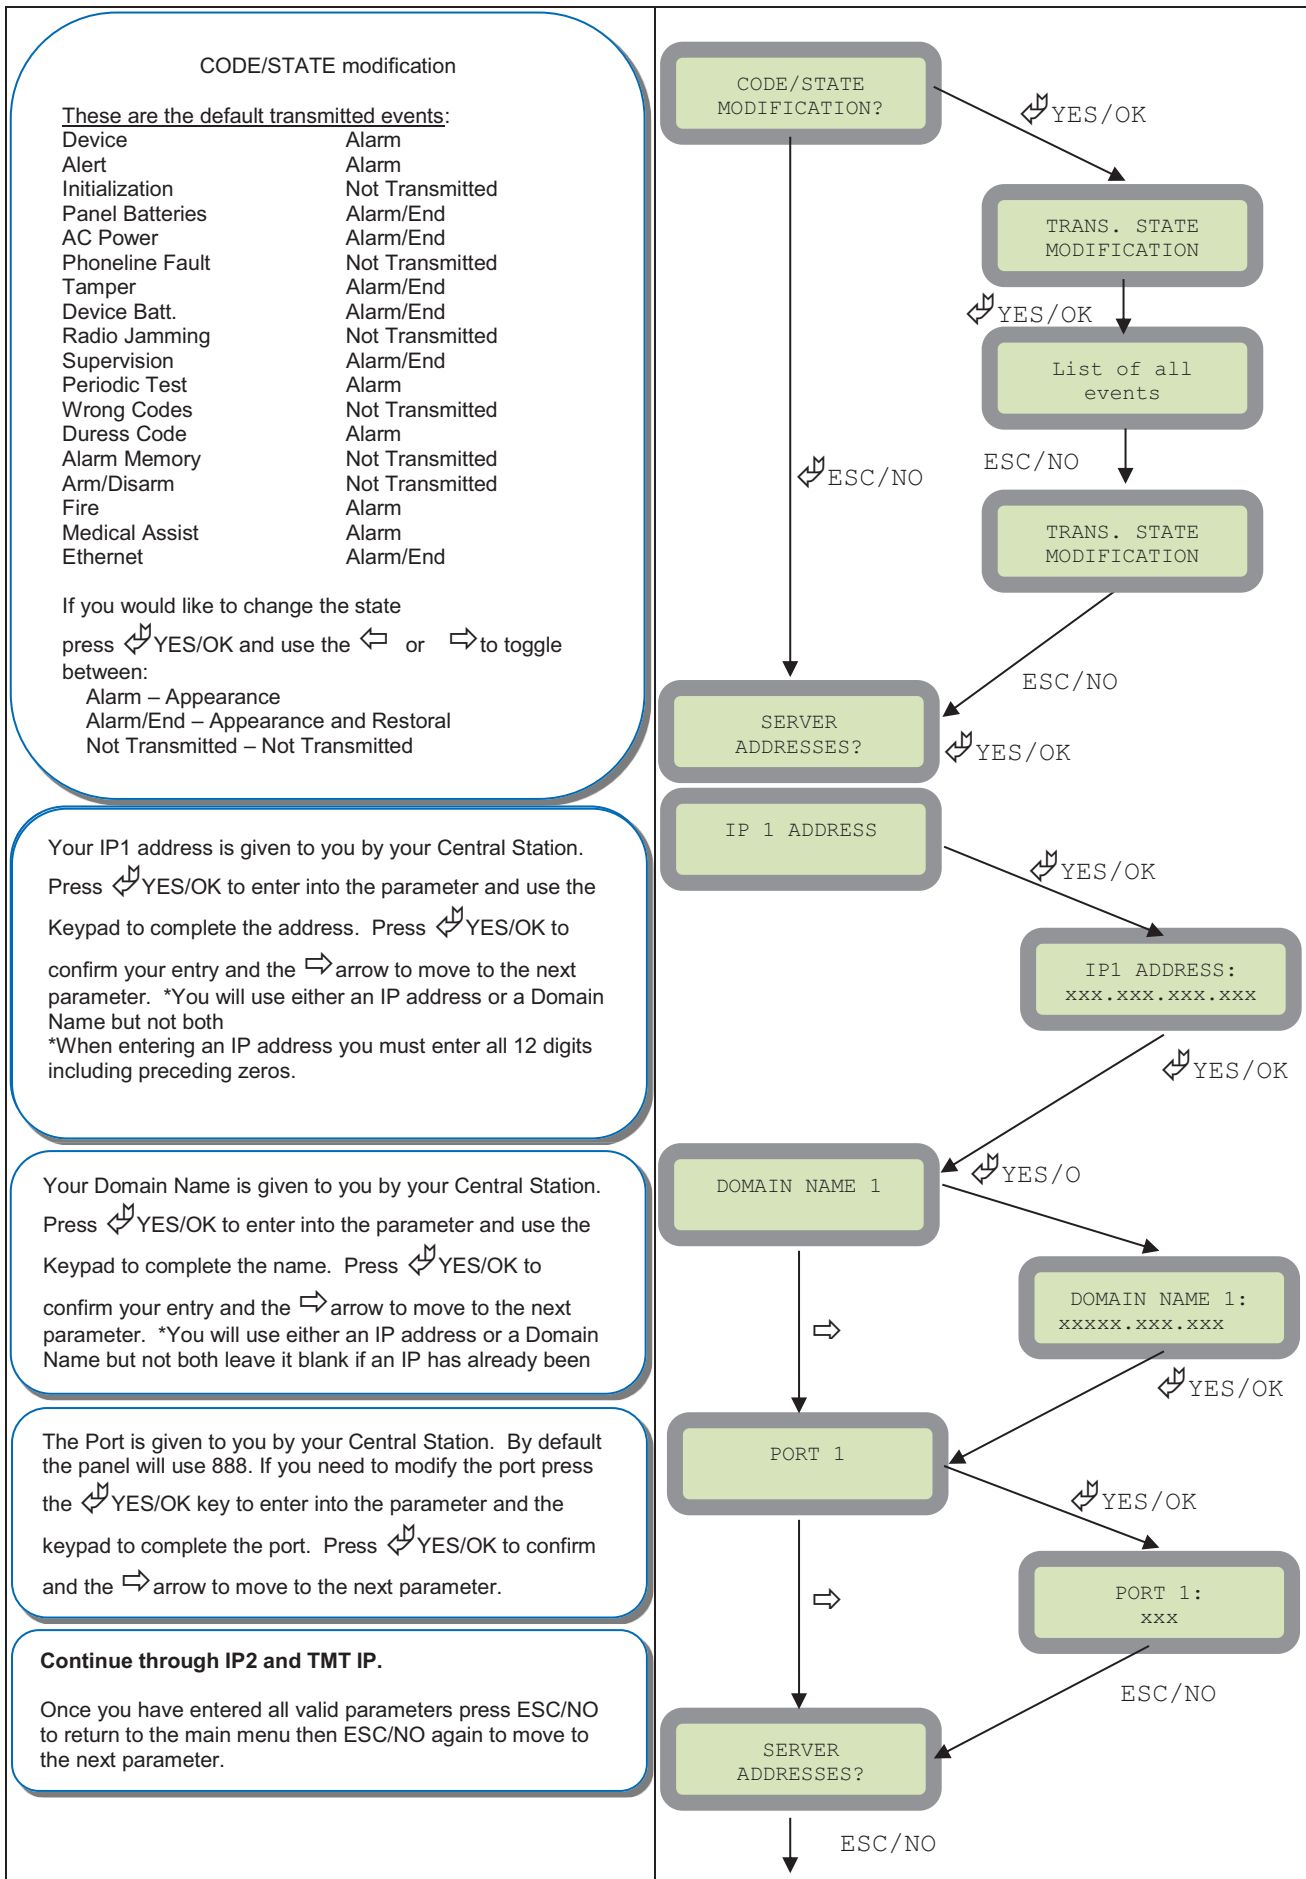 CODE/STATE modification
These are the default transmitted events:
Device Alarm
Alert Alarm
Initialization Not Transmitted
Panel Batteries Alarm/End
AC Power Alarm/End
Phoneline Fault Not Transmitted
Tamper Alarm/End
Device Batt. Alarm/End
Radio Jamming Not Transmitted
Supervision Alarm/End
Periodic Test Alarm
Wrong Codes Not Transmitted
Duress Code Alarm
Alarm Memory Not Transmitted
Arm/Disarm Not Transmitted
Fire Alarm
Medical Assist Alarm
Ethernet Alarm/End
If you would like to change the state
press YES/OK and use the ⇦ or ⇨ to toggle
between:
Alarm – Appearance
Alarm/End – Appearance and Restoral
Not Transmitted – Not Transmitted
Your IP1 address is given to you by your Central Station.
Press YES/OK to enter into the parameter and use the
Keypad to complete the address. Press YES/OK to
confirm your entry and the ⇨ arrow to move to the next
parameter. *You will use either an IP address or a Domain
Name but not both
*When entering an IP address you must enter all 12 digits
including preceding zeros.
Your Domain Name is given to you by your Central Station.
Press YES/OK to enter into the parameter and use the
Keypad to complete the name. Press YES/OK to
confirm your entry and the ⇨ arrow to move to the next
parameter. *You will use either an IP address or a Domain
Name but not both leave it blank if an IP has already been
The Port is given to you by your Central Station. By default
the panel will use 888. If you need to modify the port press
the YES/OK key to enter into the parameter and the
keypad to complete the port. Press YES/OK to confirm
and the ⇨ arrow to move to the next parameter.
Continue through IP2 and TMT IP.
Once you have entered all valid parameters press ESC/NO
to return to the main menu then ESC/NO again to move to
the next parameter.
CODE/STATE
MODIFICATION?
YES/OK
TRANS. STATE
MODIFICATION
YES/OK
List of all
events
ESC/NO
ESC/NO
TRANS. STATE
MODIFICATION
ESC/NO
SERVER
ADDRESSES?
YES/OK
IP 1 ADDRESS
YES/OK
IP1 ADDRESS:
xxx.xxx.xxx.xxx
YES/OK
DOMAIN NAME 1
YES/O
DOMAIN NAME 1:
xxxxx.xxx.xxx
⇨
YES/OK
PORT 1
YES/OK
PORT 1:
xxx
⇨
ESC/NO
SERVER
ADDRESSES?
ESC/NO